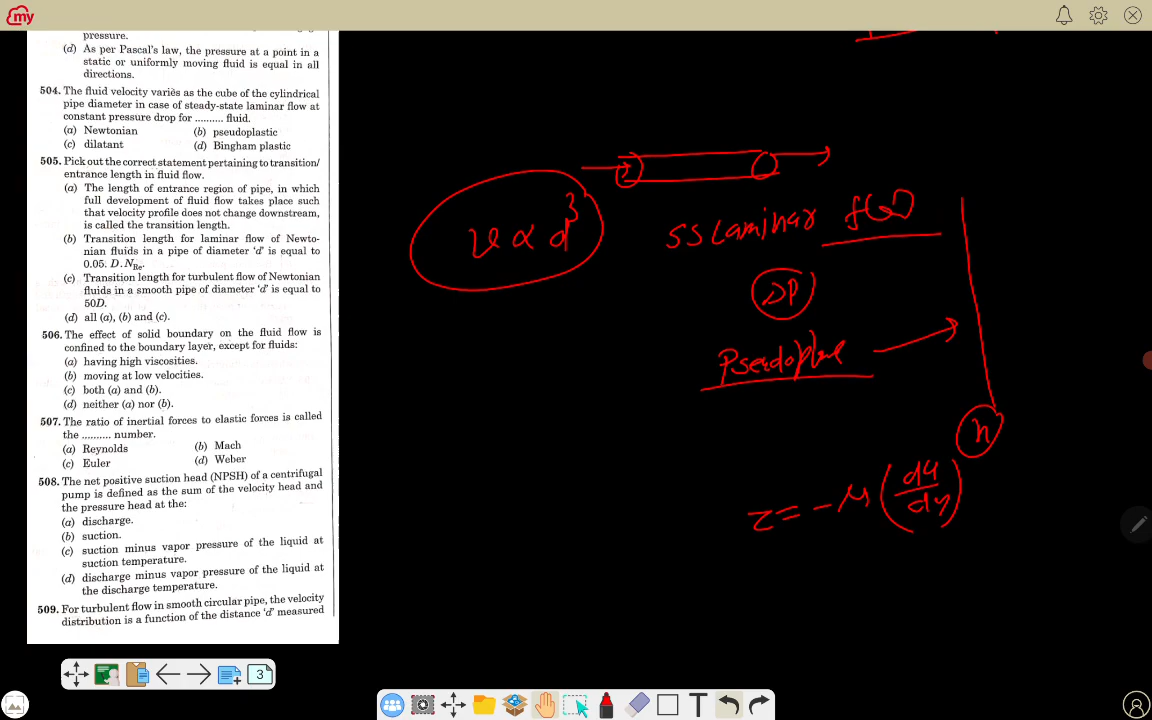 my
pressure.
(d) As per Pascal's law, the pressure at a point in a
static or uniformly moving fluid is equal in all
directions.
504. The fluid velocity varies as the cube of the cylindrical
pipe diameter in case of steady-state laminar flow at
constant pressure drop for .......... fluid.
(a) Newtonian (b) pseudoplastic
(c) dilatant (d) Bingham plastic
505. Pick out the correct statement pertaining to transition/
entrance length in fluid flow.
(a) The length of entrance region of pipe, in which
full development of fluid flow takes place such
that velocity profile does not change downstream,
is called the transition length.
(b) Transition length for laminar flow of Newto-
nian fluids in a pipe of diameter 'd' is equal to
0.05. D.N_Re.
(c) Transition length for turbulent flow of Newtonian
fluids in a smooth pipe of diameter 'd' is equal to
50D.
(d) all (a), (b) and (c).
506. The effect of solid boundary on the fluid flow is
confined to the boundary layer, except for fluids:
(a) having high viscosities.
(b) moving at low velocities.
(c) both (a) and (b).
(d) neither (a) nor (b).
507. The ratio of inertial forces to elastic forces is called
the .......... number.
(a) Reynolds (b) Mach
(c) Euler (d) Weber
508. The net positive suction head (NPSH) of a centrifugal
pump is defined as the sum of the velocity head and
the pressure head at the:
(a) discharge.
(b) suction.
(c) suction minus vapor pressure of the liquid at
suction temperature.
(d) discharge minus vapor pressure of the liquid at
the discharge temperature.
509. For turbulent flow in smooth circular pipe, the velocity
distribution is a function of the distance 'd' measured
v ∝ d³
SS Laminar
DP
n
τ = -μ (du/dy)
3
T